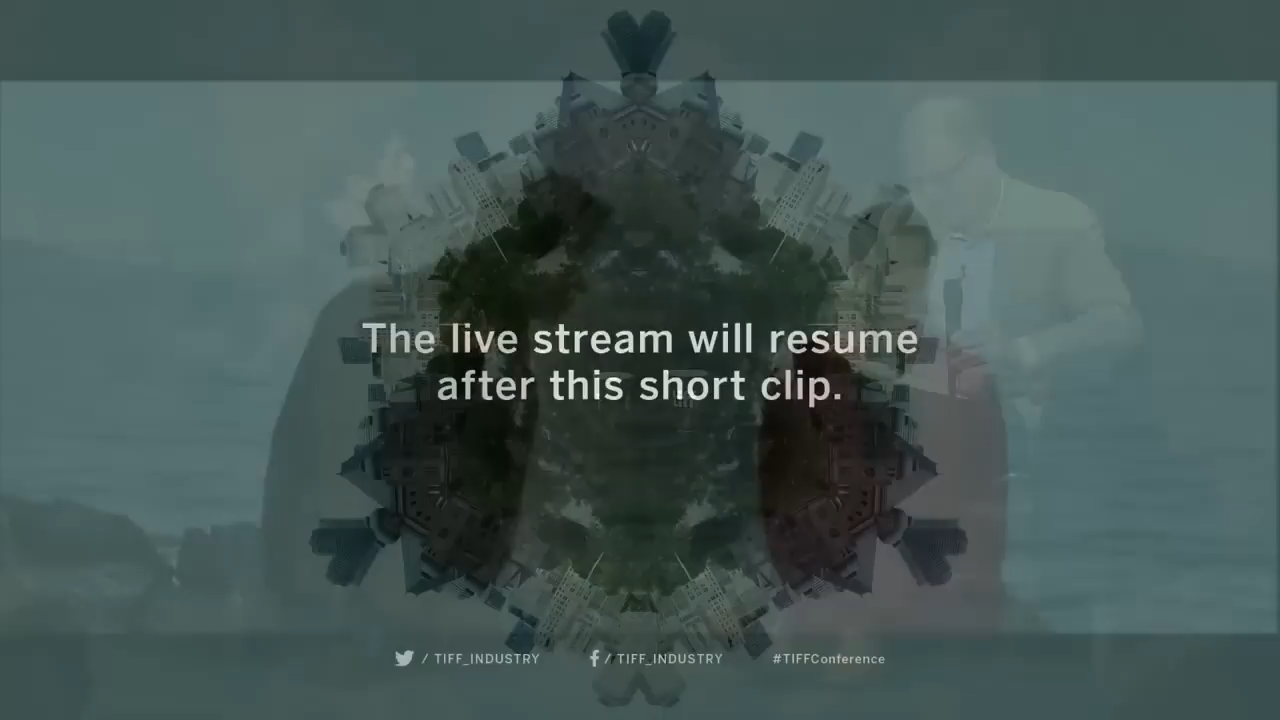 The live stream will resume
after this short clip.
/ TIFF_INDUSTRY
/ TIFF_INDUSTRY
#TIFFConference